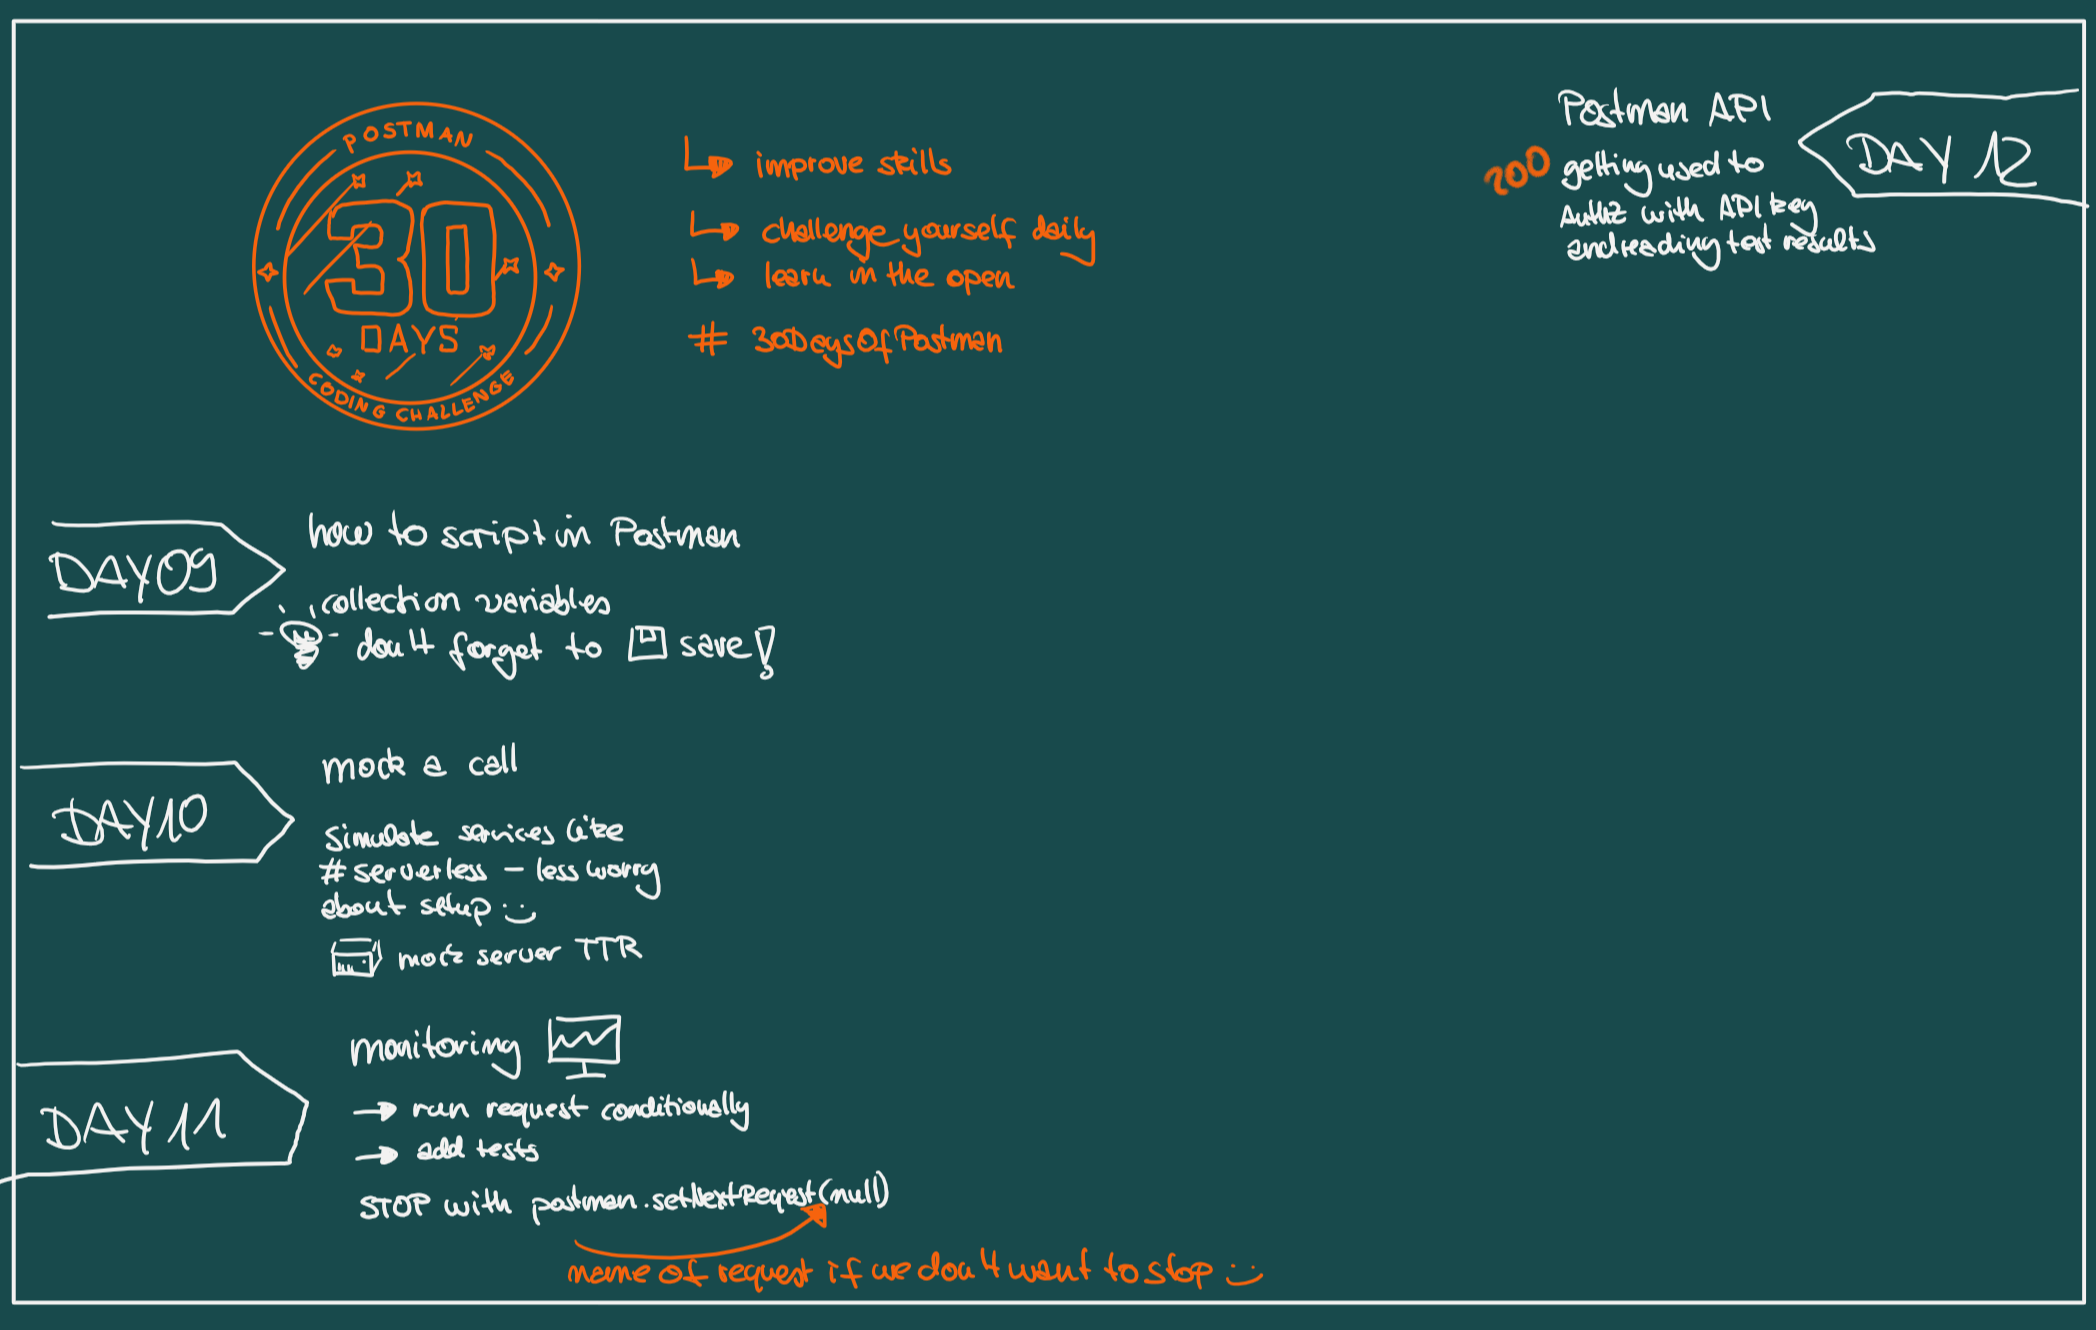 POSTMAN
30
DAYS
CODING CHALLENGE
improve skills
challenge yourself daily
learn in the open
# 30DaysOfPostman
DAY 09
how to script in Postman
collection variables
don't forget to save!
DAY 10
mock a call
simulate services like
#serverless - less worry
about setup :)
mock server TTR
DAY 11
monitoring
→ run request conditionally
→ add tests
STOP with postman.setNextRequest(null)
name of request if we don't want to stop :)
DAY 12
Postman API
200 getting used to
AuthZ with API key
and reading test results